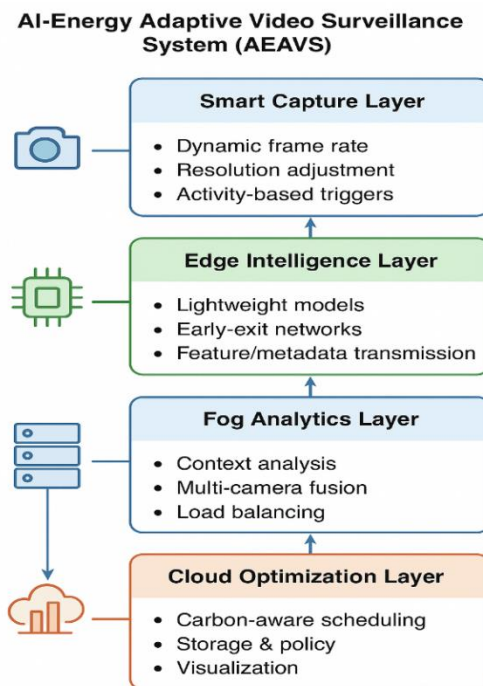 AI-Energy Adaptive Video Surveillance
System (AEAVS)
Smart Capture Layer
• Dynamic frame rate
• Resolution adjustment
• Activity-based triggers
Edge Intelligence Layer
• Lightweight models
• Early-exit networks
• Feature/metadata transmission
Fog Analytics Layer
• Context analysis
• Multi-camera fusion
• Load balancing
Cloud Optimization Layer
• Carbon-aware scheduling
• Storage & policy
• Visualization